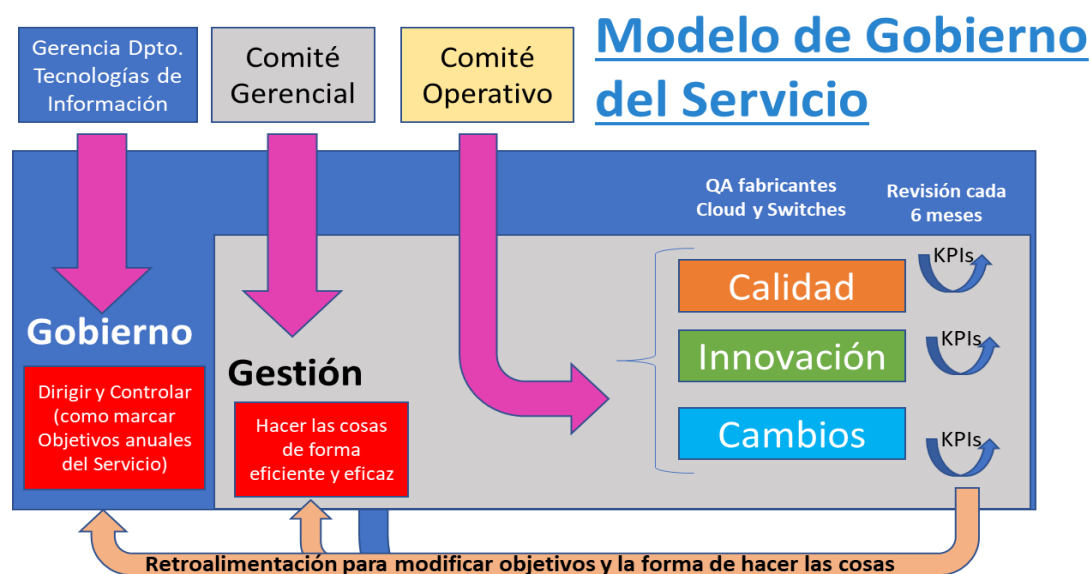 Modelo de Gobierno
del Servicio
Gerencia Dpto.
Tecnologías de
Información
Comité
Gerencial
Comité
Operativo
QA fabricantes
Cloud y Switches
Revisión cada
6 meses
Gobierno
Dirigir y Controlar
(como marcar
Objetivos anuales
del Servicio)
Gestión
Hacer las cosas
de forma
eficiente y eficaz
Calidad
KPIs
Innovación
KPIs
Cambios
KPIs
Retroalimentación para modificar objetivos y la forma de hacer las cosas